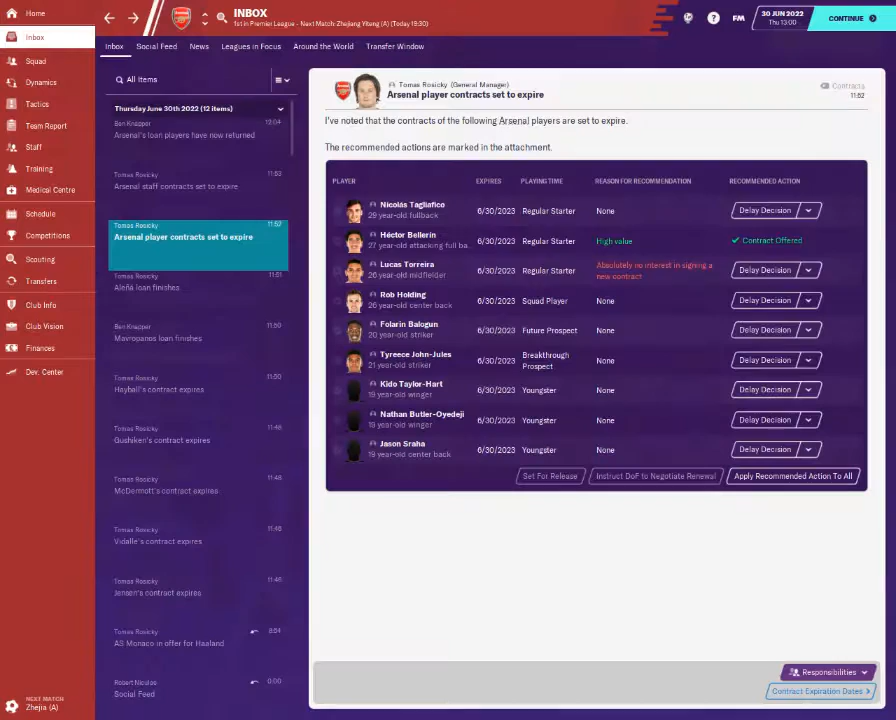 Home
Inbox
Squad
Dynamics
Tactics
Team Report
Staff
Training
Medical Centre
Schedule
Competitions
Scouting
Transfers
Club Info
Club Vision
Finances
Dev. Center
NEXT MATCH
Zhejia (A)
INBOX
1st in Premier League - Next Match: Zhejiang Yiteng (A) (Today 19:30)
FM
30 JUN 2022
Thu 13:00
CONTINUE
Inbox
Social Feed
News
Leagues in Focus
Around the World
Transfer Window
All Items
Thursday June 30th 2022 (12 items)
Ben Knapper 12:04
Arsenal's loan players have now returned
Tomas Rosicky 11:53
Arsenal staff contracts set to expire
Tomas Rosicky 11:52
Arsenal player contracts set to expire
Tomas Rosicky 11:51
Aleñá loan finishes
Ben Knapper 11:50
Mavropanos loan finishes
Tomas Rosicky 11:50
Hayball's contract expires
Tomas Rosicky 11:48
Gushiken's contract expires
Tomas Rosicky 11:48
McDermott's contract expires
Tomas Rosicky 11:48
Vidalle's contract expires
Tomas Rosicky 11:46
Jensen's contract expires
Tomas Rosicky 8:54
AS Monaco in offer for Haaland
Robert Niculae 0:00
Social Feed
Tomas Rosicky (General Manager)
Arsenal player contracts set to expire
Contracts
11:52
I've noted that the contracts of the following Arsenal players are set to expire.
The recommended actions are marked in the attachment.
PLAYER EXPIRES PLAYING TIME REASON FOR RECOMMENDATION RECOMMENDED ACTION
Nicolás Tagliafico
29 year-old fullback
6/30/2023 Regular Starter None Delay Decision
Héctor Bellerín
27 year-old attacking full ba...
6/30/2023 Regular Starter High value Contract Offered
Lucas Torreira
26 year-old midfielder
6/30/2023 Regular Starter Absolutely no interest in signing a
new contract
Delay Decision
Rob Holding
26 year-old center back
6/30/2023 Squad Player None Delay Decision
Folarin Balogun
20 year-old striker
6/30/2023 Future Prospect None Delay Decision
Tyreece John-Jules
21 year-old striker
6/30/2023 Breakthrough
Prospect
None Delay Decision
Kido Taylor-Hart
19 year-old winger
6/30/2023 Youngster None Delay Decision
Nathan Butler-Oyedeji
19 year-old winger
6/30/2023 Youngster None Delay Decision
Jason Sraha
19 year-old center back
6/30/2023 Youngster None Delay Decision
Set For Release
Instruct DoF to Negotiate Renewal
Apply Recommended Action To All
Responsibilities
Contract Expiration Dates